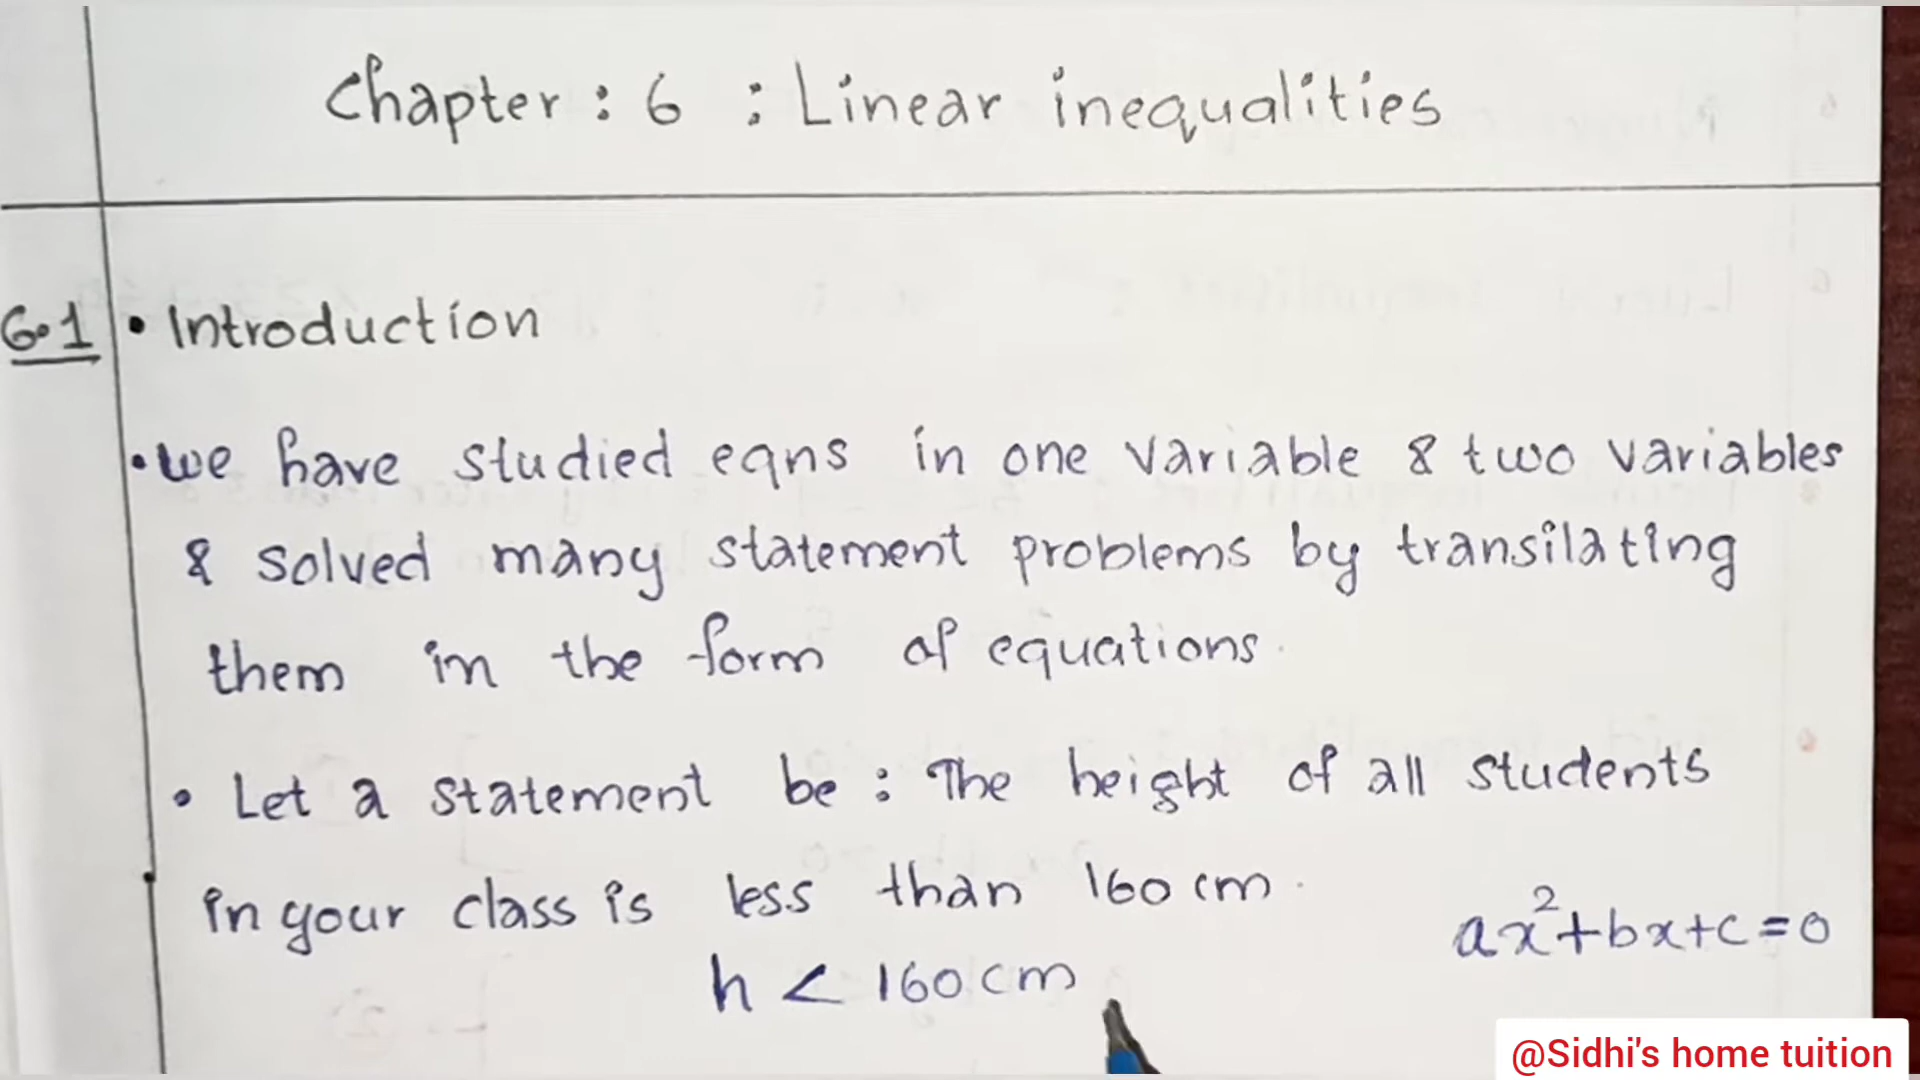 Chapter : 6 : Linear inequalities
6.1 • Introduction
• we have studied eqns in one variable & two variables
& solved many statement problems by transilating
them in the form of equations.
• Let a statement be : The height of all students
in your class is less than 160 cm.
h < 160 cm
ax²+bx+c=0
@Sidhi's home tuition